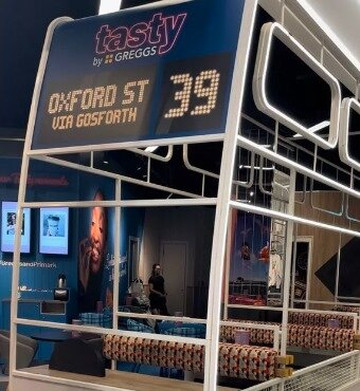 tasty
by GREGGS
OXFORD ST 39
VIA GOSFORTH